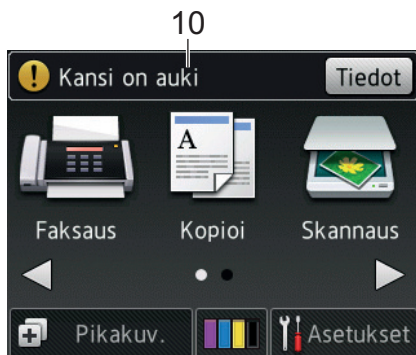 10
Kansi on auki
Tiedot
A
Faksaus Kopioi Skannaus
Pikakuv. Asetukset